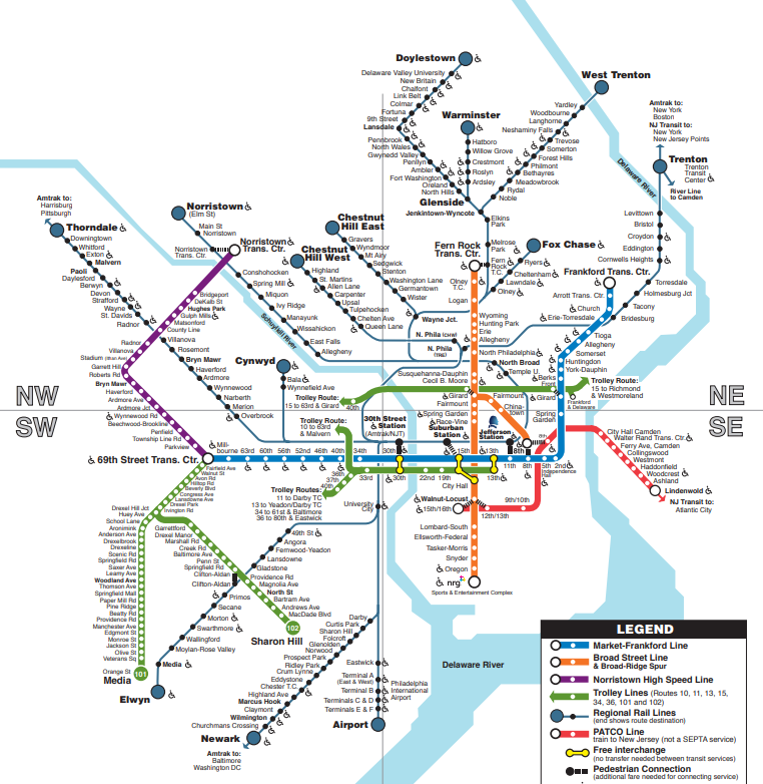 Doylestown
Delaware Valley University
New Britain
Chalfont
Link Belt
Colmar
Fortuna
9th Street
Lansdale
Pennbrook
North Wales
Gwynedd Valley
Penllyn
Ambler
Fort Washington
Oreland
North Hills
Glenside
Jenkintown-Wyncote
Warminster
Hatboro
Willow Grove
Crestmont
Roslyn
Ardsley
West Trenton
Yardley
Woodbourne
Langhorne
Neshaminy Falls
Trevose
Somerton
Forest Hills
Philmont
Bethayres
Meadowbrook
Rydal
Noble
Elkins
Park
Melrose
Park
Fern Rock
Trans. Ctr.
Fern
Rock
T.C.
Amtrak to:
New York
Boston
NJ Transit to:
New York
New Jersey Points
Trenton
Trenton
Transit
Center
River Line
to Camden
Delaware River
Levittown
Bristol
Croydon
Eddington
Cornwells Heights
Torresdale
Holmesburg Jct
Tacony
Bridesburg
Fox Chase
Ryers
Cheltenham
Lawndale
Olney
Frankford Trans. Ctr.
Arrott Trans. Ctr.
Church
Erie-Torresdale
Tioga
Allegheny
Somerset
Huntingdon
York-Dauphin
Berks
Girard
Spring
Garden
Frankford
& Delaware
Trolley Route:
15 to Richmond
& Westmoreland
Amtrak to:
Harrisburg
Pittsburgh
Thorndale
Downingtown
Whitford
Exton
Malvern
Paoli
Daylesford
Berwyn
Devon
Strafford
Wayne
St. Davids
Radnor
Villanova
Rosemont
Bryn Mawr
Haverford
Ardmore
Wynnewood
Narberth
Merion
Overbrook
Norristown
(Elm St)
Main St
Norristown
Norristown
Trans. Ctr.
Norristown
Trans. Ctr.
Conshohocken
Spring Mill
Miquon
Ivy Ridge
Manayunk
Wissahickon
East Falls
Allegheny
Schuylkill River
Chestnut
Hill East
Gravers
Wyndmoor
Mt Airy
Sedgwick
Stenton
Washington Lane
Germantown
Wister
Wayne Jct.
Chestnut
Hill West
Highland
St. Martins
Allen Lane
Carpenter
Upsal
Tulpehocken
Chelten Ave
Queen Lane
N. Phila
N. Phila
Bridgeport
DeKalb St
Hughes Park
Gulph Mills
Matsonford
County Line
Radnor
Villanova
Stadium
Garrett Hill
Roberts Rd
Bryn Mawr
Haverford
Ardmore Ave
Ardmore Jct
Wynnewood Rd
Beechwood-Brookline
Penfield
Township Line Rd
Parkview
69th Street Trans. Ctr.
Cynwyd
Bala
Wynnefield Ave
Olney
T.C.
Logan
Wyoming
Hunting Park
Erie
Allegheny
North Philadelphia
North Broad
Susquehanna-Dauphin
Cecil B. Moore
Temple U.
Girard
Fairmount
Girard
Fairmount
China-
town
Spring Garden
Race-Vine
NW
SW
NE
SE
Trolley Route:
15 to 63rd & Girard
Trolley Route:
10 to 63rd
& Malvern
30th Street
Station
(Amtrak/NJT)
Suburban
Station
Jefferson
Station
Mill-
bourne
63rd
60th
56th
52nd
46th
40th
34th
30th
15th
13th
11th
8th
5th
2nd
Independence
Hall
36th
37th
40th
33rd
30th
22nd
19th
City Hall
13th
Trolley Routes:
11 to Darby TC
13 to Yeadon/Darby TC
34 to 61st & Baltimore
36 to 80th & Eastwick
University
City
Walnut-Locust
15th/16th
12th/13th
9th/10th
Lombard-South
Ellsworth-Federal
Tasker-Morris
Snyder
Oregon
nrg
Sports & Entertainment Complex
City Hall Camden
Walter Rand Trans. Ctr.
Ferry Ave, Camden
Collingswood
Westmont
Haddonfield
Woodcrest
Ashland
Lindenwold
NJ Transit to:
Atlantic City
Fairfield Ave
Walnut St
Avon Rd
Hilltop Rd
Beverly Blvd
Congress Ave
Lansdowne Ave
Drexel Park
Irvington Rd
Drexel Hill Jct
Huey Ave
School Lane
Aronimink
Anderson Ave
Drexelbrook
Drexeline
Scenic Rd
Springfield Rd
Saxer Ave
Leamy Ave
Woodland Ave
Thomson Ave
Springfield Mall
Paper Mill Rd
Pine Ridge
Beatty Rd
Providence Rd
Manchester Ave
Edgmont St
Monroe St
Jackson St
Olive St
Veterans Sq
Orange St
101
Media
Garrettford
Drexel Manor
Marshall Rd
Creek Rd
Baltimore Ave
Penn St
Springfield Rd
Clifton-Aldan
Clifton-Aldan
Providence Rd
Magnolia Ave
North St
Bartram Ave
Andrews Ave
MacDade Blvd
102
Sharon Hill
49th St
Angora
Fernwood-Yeadon
Lansdowne
Gladstone
Primos
Secane
Morton
Swarthmore
Wallingford
Moylan-Rose Valley
Media
Elwyn
Darby
Curtis Park
Sharon Hill
Folcroft
Glenolden
Norwood
Prospect Park
Ridley Park
Crum Lynne
Eddystone
Chester T.C.
Highland Ave
Marcus Hook
Claymont
Wilmington
Churchmans Crossing
Newark
Amtrak to:
Baltimore
Washington DC
Eastwick
Terminal A
(East & West)
Terminal B
Terminals C & D
Terminals E & F
Philadelphia
International
Airport
Airport
Delaware River
LEGEND
Market-Frankford Line
Broad Street Line
& Broad-Ridge Spur
Norristown High Speed Line
Trolley Lines (Routes 10, 11, 13, 15,
34, 36, 101 and 102)
Regional Rail Lines
(end shows route destination)
PATCO Line
train to New Jersey (not a SEPTA service)
Free interchange
(no transfer needed between transit services)
Pedestrian Connection
(additional fare needed for connecting service)